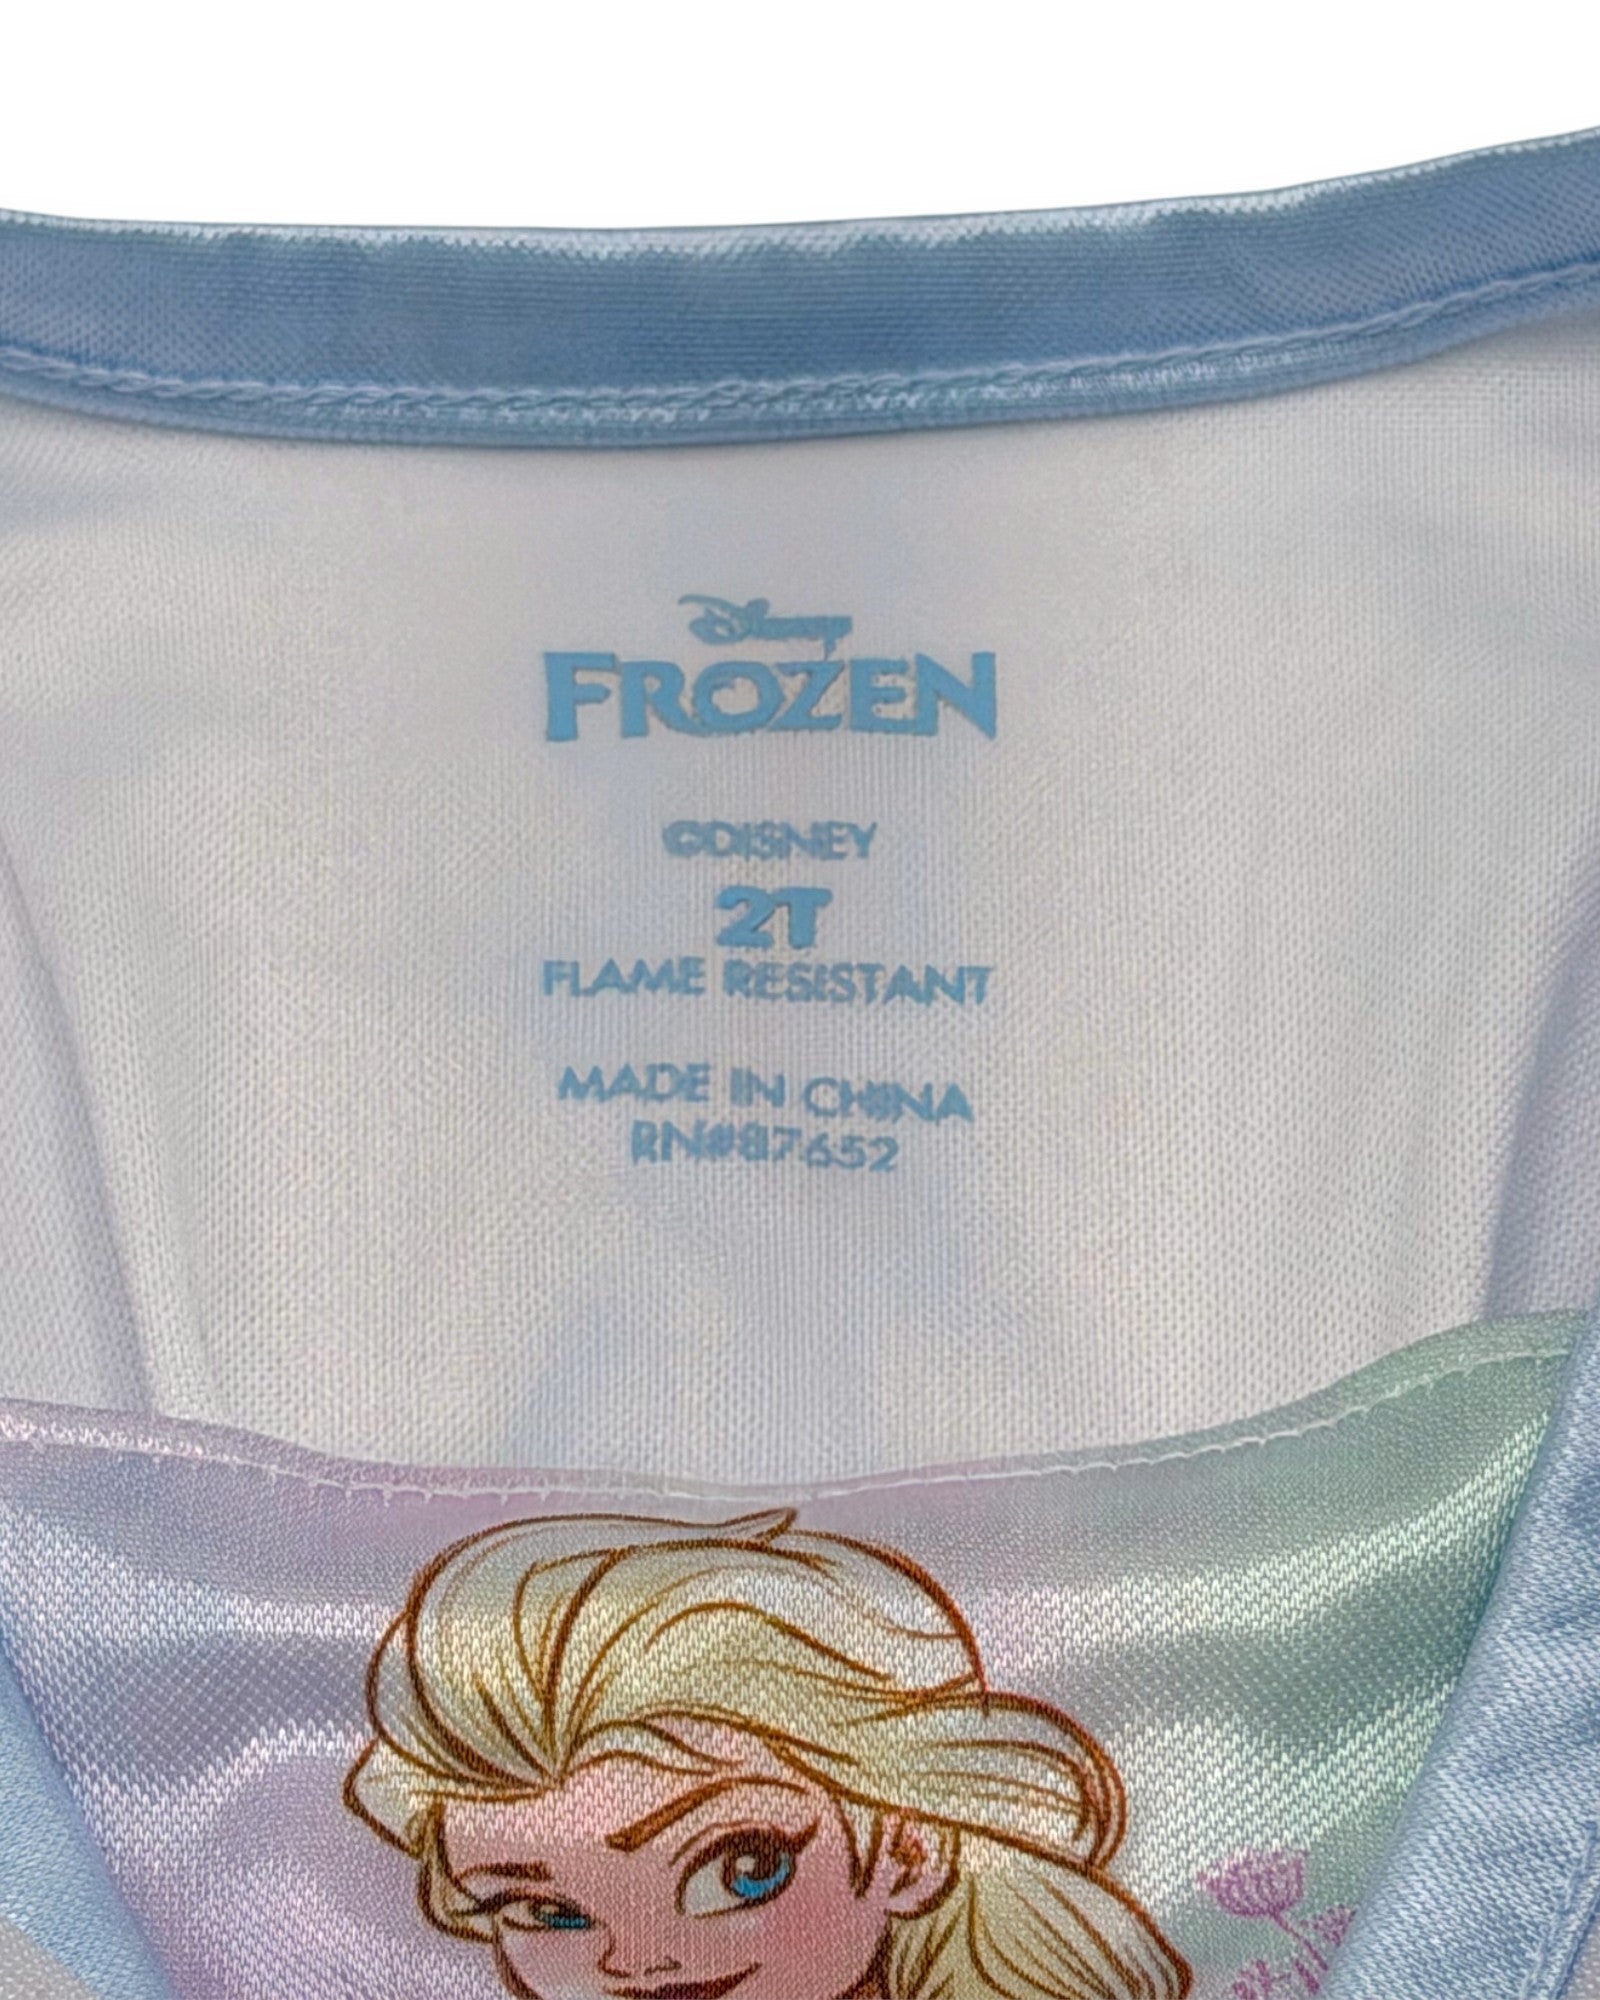 Disney
FROZEN
©DISNEY
2T
FLAME RESISTANT
MADE IN CHINA
RN#87652